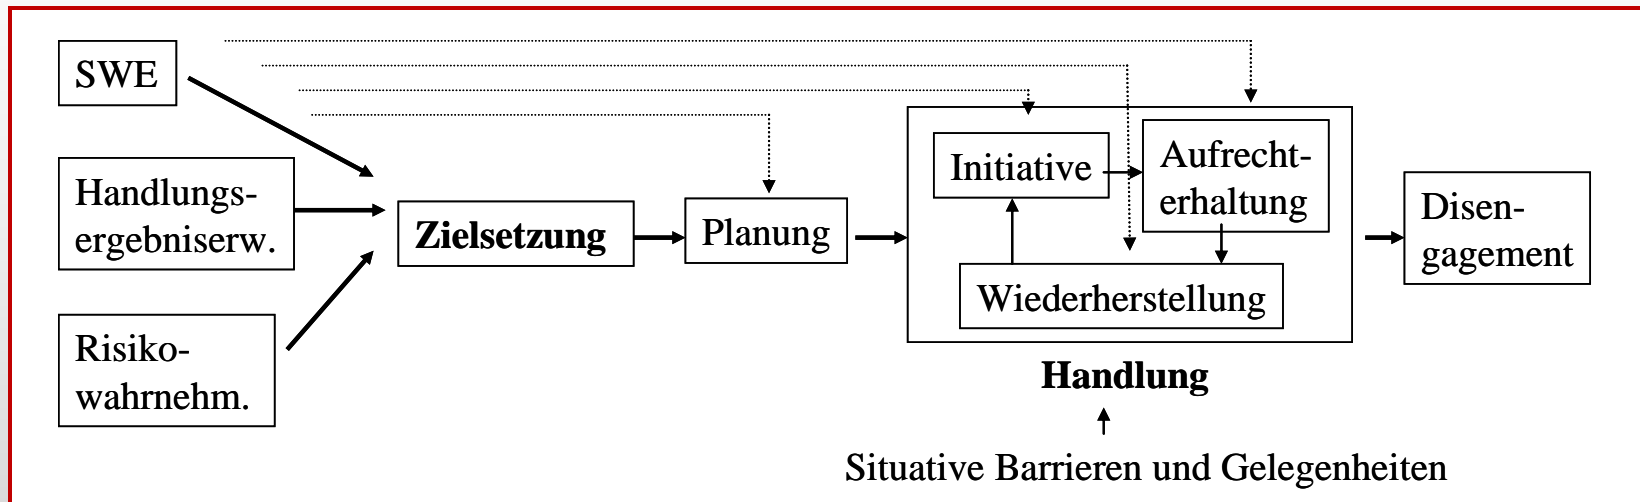 SWE
Handlungs-
ergebniserw.
Risiko-
wahrnehm.
Zielsetzung
Planung
Initiative
Aufrecht-
erhaltung
Wiederherstellung
Handlung
Situative Barrieren und Gelegenheiten
Disen-
gagement